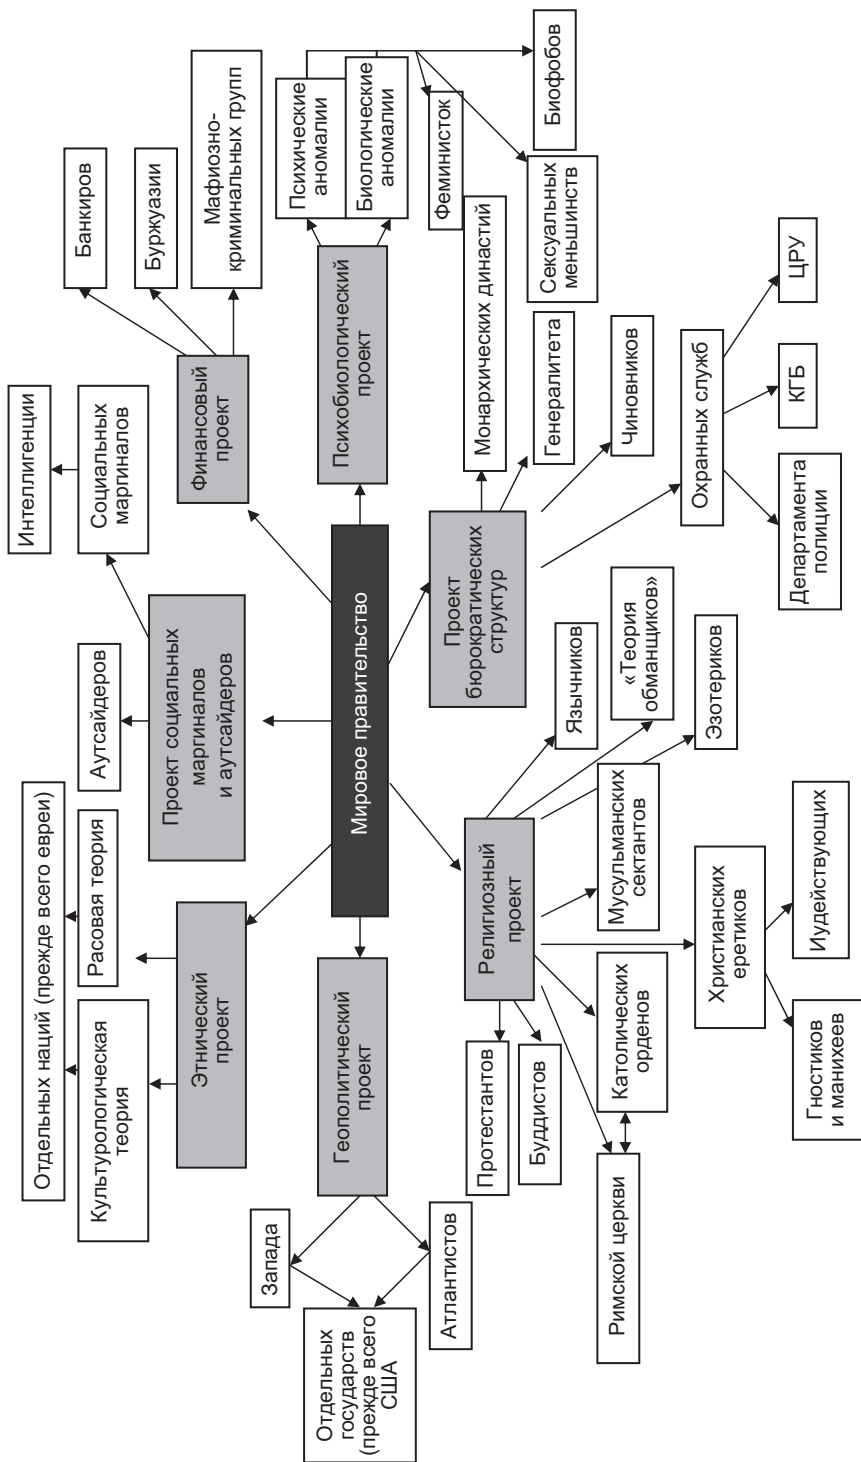 Отдельных наций (прежде всего евреи)
Культурологическая
теория
Расовая теория
Аутсайдеров
Интеллигенции
Социальных
маргиналов
Банкиров
Буржуазии
Мафиозно-
криминальных групп
Этнический
проект
Проект социальных
маргиналов
и аутсайдеров
Финансовый
проект
Запада
Отдельных
государств
(прежде всего
США
Атлантистов
Геополитический
проект
Мировое правительство
Психобиологический
проект
Психические
аномалии
Биологические
аномалии
Феминисток
Сексуальных
меньшинств
Биофобов
Религиозный
проект
Проект
бюрократических
структур
Протестантов
Буддистов
Римской церкви
Католических
орденов
Христианских
еретиков
Гностиков
и манихеев
Иудействующих
Мусульманских
сектантов
Язычников
«Теория
обманщиков»
Эзотериков
Монархических династий
Генералитета
Чиновников
Охранных служб
Департамента
полиции
КГБ
ЦРУ